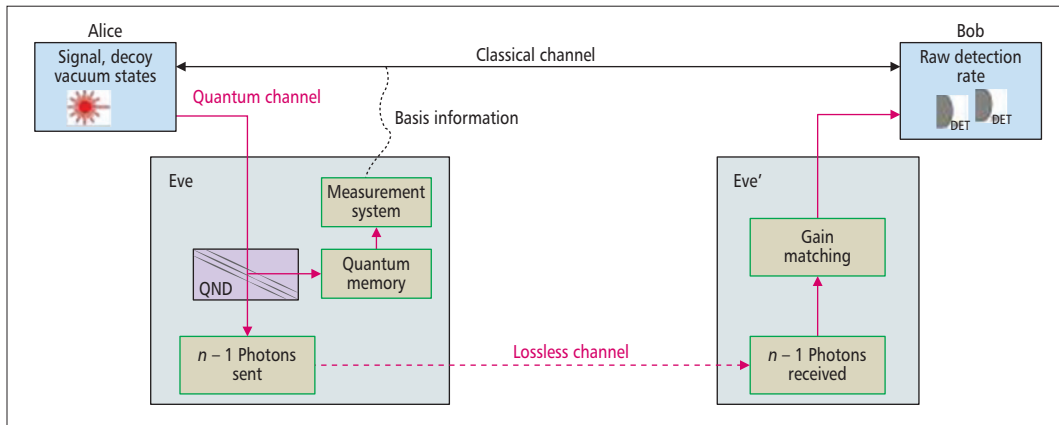 Alice
Bob
Signal, decoy
vacuum states
Classical channel
Raw detection
rate
DET
DET
Quantum channel
Basis information
Eve
Measurement
system
Quantum
memory
QND
n – 1 Photons
sent
Lossless channel
Eve’
Gain
matching
n – 1 Photons
received